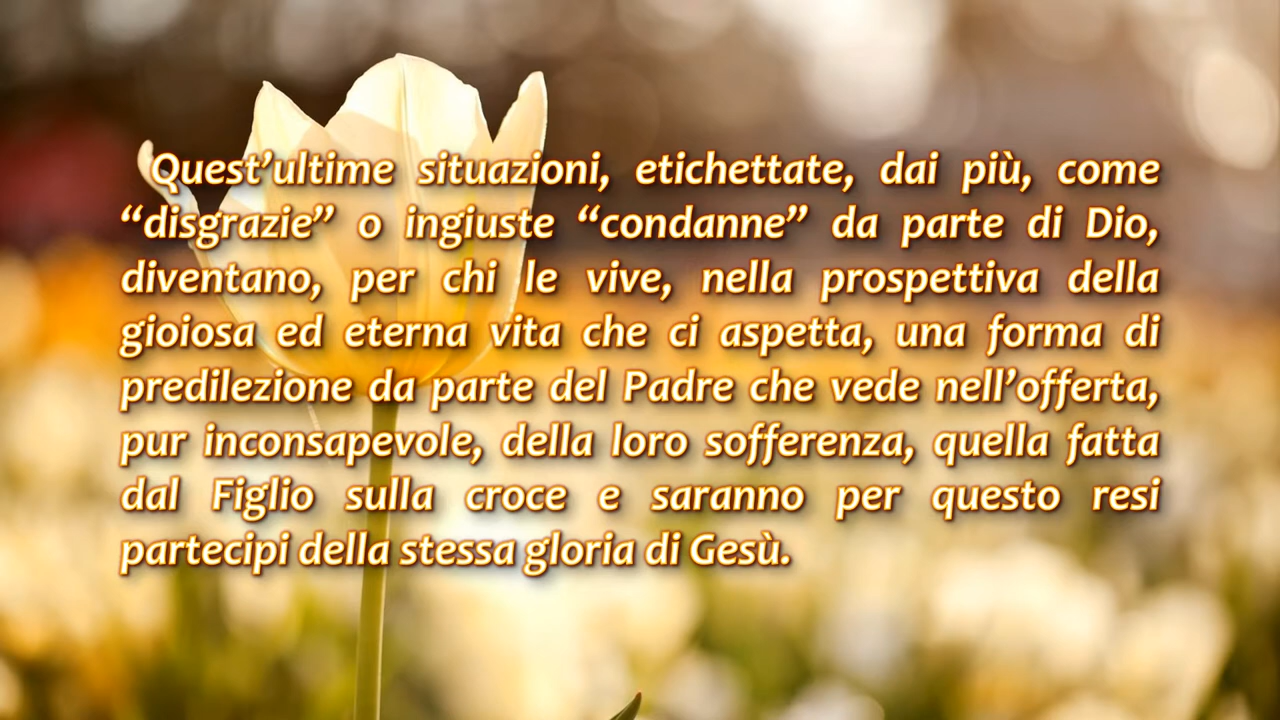 Quest’ultime situazioni, etichettate, dai più, come
“disgrazie” o ingiuste “condanne” da parte di Dio,
diventano, per chi le vive, nella prospettiva della
gioiosa ed eterna vita che ci aspetta, una forma di
predilezione da parte del Padre che vede nell’offerta,
pur inconsapevole, della loro sofferenza, quella fatta
dal Figlio sulla croce e saranno per questo resi
partecipi della stessa gloria di Gesù.